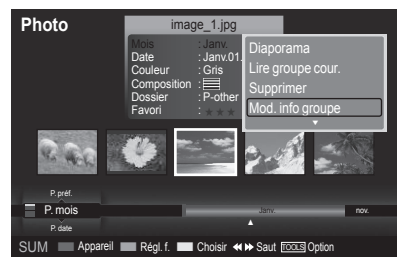 Photo
image_1.jpg
Mois : Janv.
Date : Janv.01.
Couleur : Gris
Composition :
Dossier : P-other
Favori : ★ ★ ★
Diaporama
Lire groupe cour.
Supprimer
Mod. info groupe
P. préf.
P. mois
P. date
Janv.
nov.
SUM Appareil Régl. f. Choisir ◄◄ ►► Saut TOOLS Option